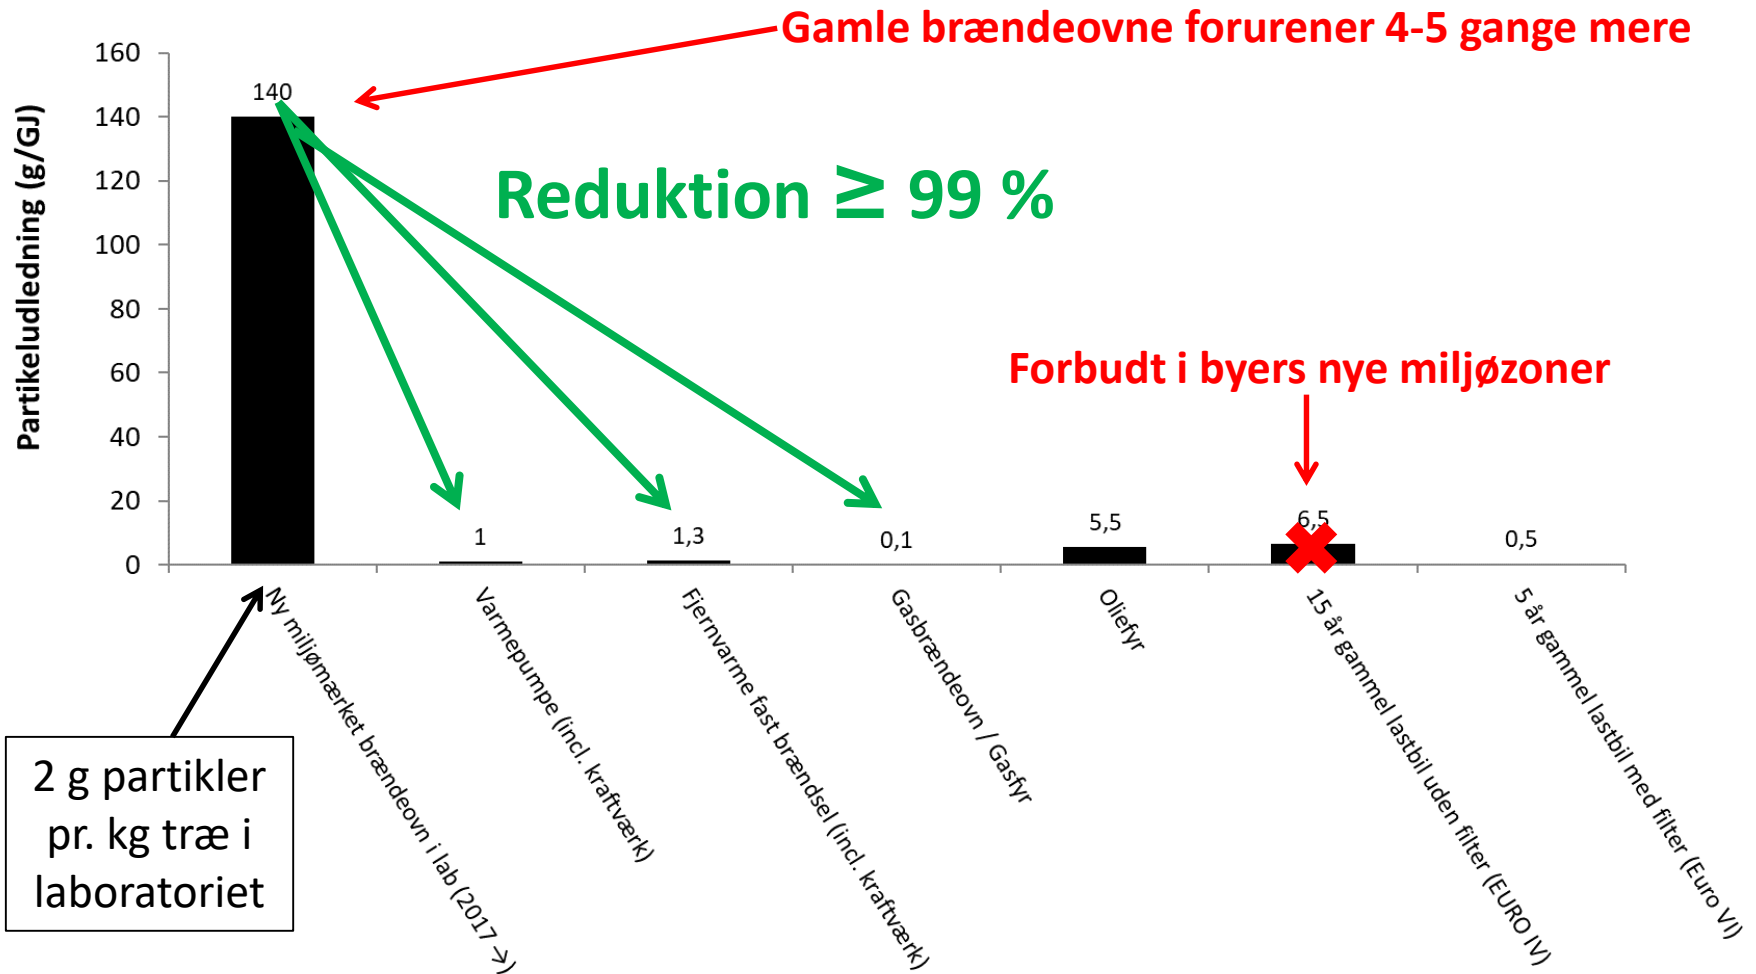 Gamle brændeovne forurener 4-5 gange mere
Partikeludledning (g/GJ)
160
140
120
100
80
60
40
20
0
140
1
1,3
0,1
5,5
6,5
0,5
Reduktion ≥ 99 %
Forbudt i byers nye miljøzoner
Ny miljømærket brændeovn i lab (2017 →)
Varmepumpe (incl. kraftværk)
Fjernvarme fast brændsel (incl. kraftværk)
Gasbrændeovn / Gasfyr
Oliefyr
15 år gammel lastbil uden filter (EURO IV)
5 år gammel lastbil med filter (Euro VI)
2 g partikler
pr. kg træ i
laboratoriet